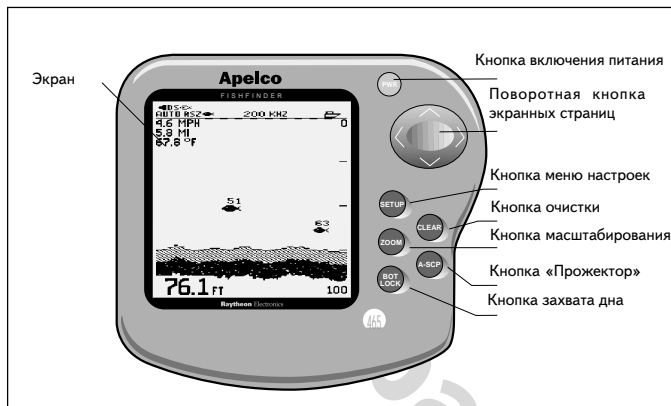 Экран
Apelco
FISHFINDER
AUTO RSZ 200 KHZ
4.6 MPH 0
5.8 MI
67.8 °F
51
63
76.1 FT 100
Raytheon Electronics
465
PWR
SETUP
CLEAR
ZOOM
A-SCP
BOT LOCK
Кнопка включения питания
Поворотная кнопка
экранных страниц
Кнопка меню настроек
Кнопка очистки
Кнопка масштабирования
Кнопка «Прожектор»
Кнопка захвата дна